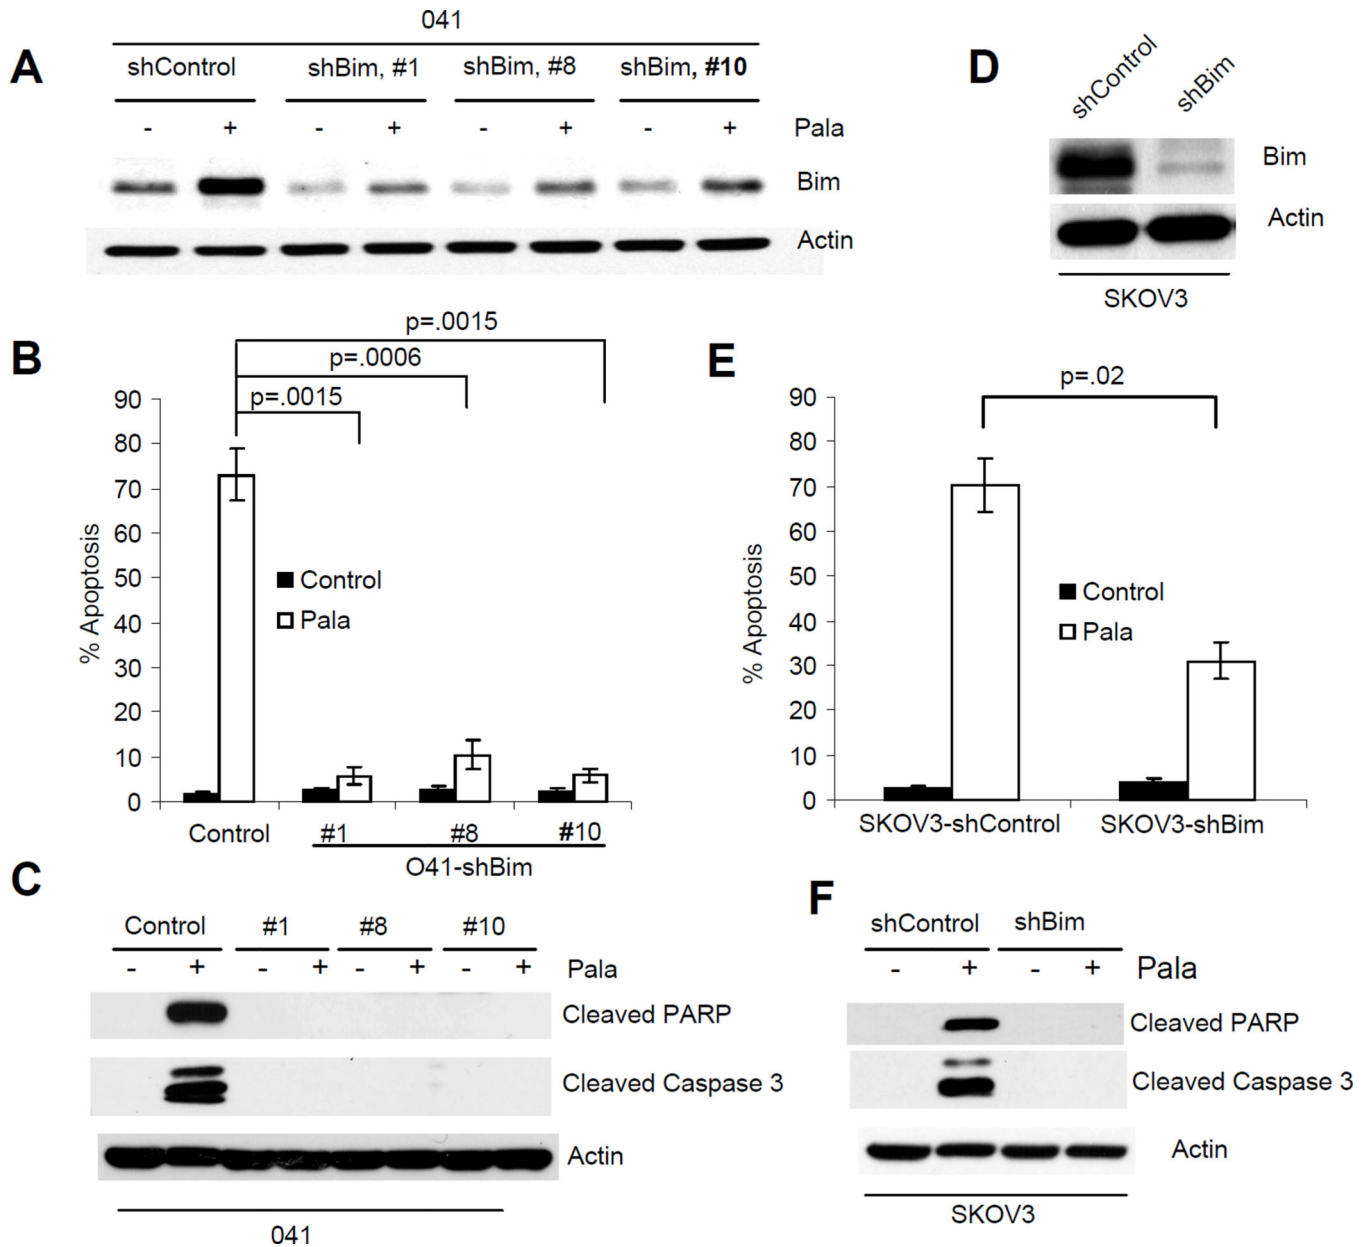 A
041
shControl shBim, #1 shBim, #8 shBim, #10
- + - + - + - + Pala
Bim
Actin
B
p=.0015
p=.0006
p=.0015
% Apoptosis
90
80
70
60
50
40
30
20
10
0
Control
Pala
Control #1 #8 #10
O41-shBim
C
Control #1 #8 #10
- + - + - + - + Pala
Cleaved PARP
Cleaved Caspase 3
Actin
041
D
shControl shBim
Bim
Actin
SKOV3
E
p=.02
% Apoptosis
90
80
70
60
50
40
30
20
10
0
Control
Pala
SKOV3-shControl SKOV3-shBim
F
shControl shBim
- + - + Pala
Cleaved PARP
Cleaved Caspase 3
Actin
SKOV3